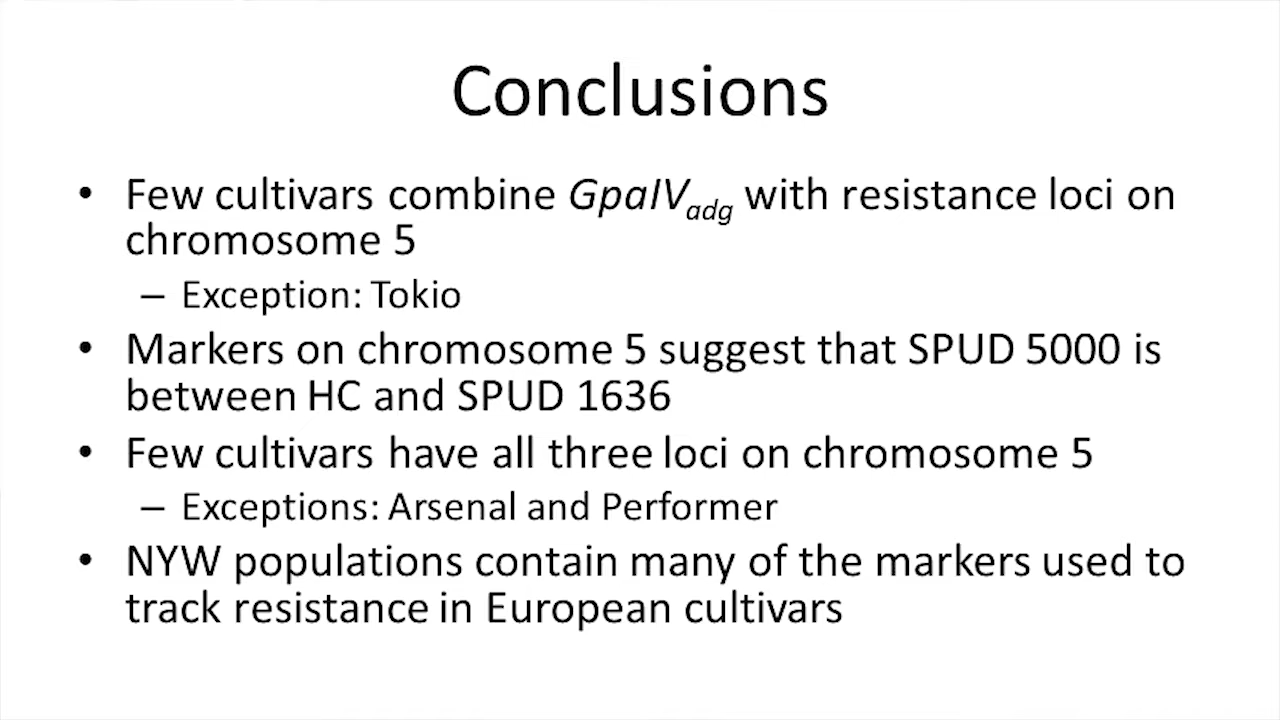 Conclusions
• Few cultivars combine GpaIVadg with resistance loci on
chromosome 5
– Exception: Tokio
• Markers on chromosome 5 suggest that SPUD 5000 is
between HC and SPUD 1636
• Few cultivars have all three loci on chromosome 5
– Exceptions: Arsenal and Performer
• NYW populations contain many of the markers used to
track resistance in European cultivars